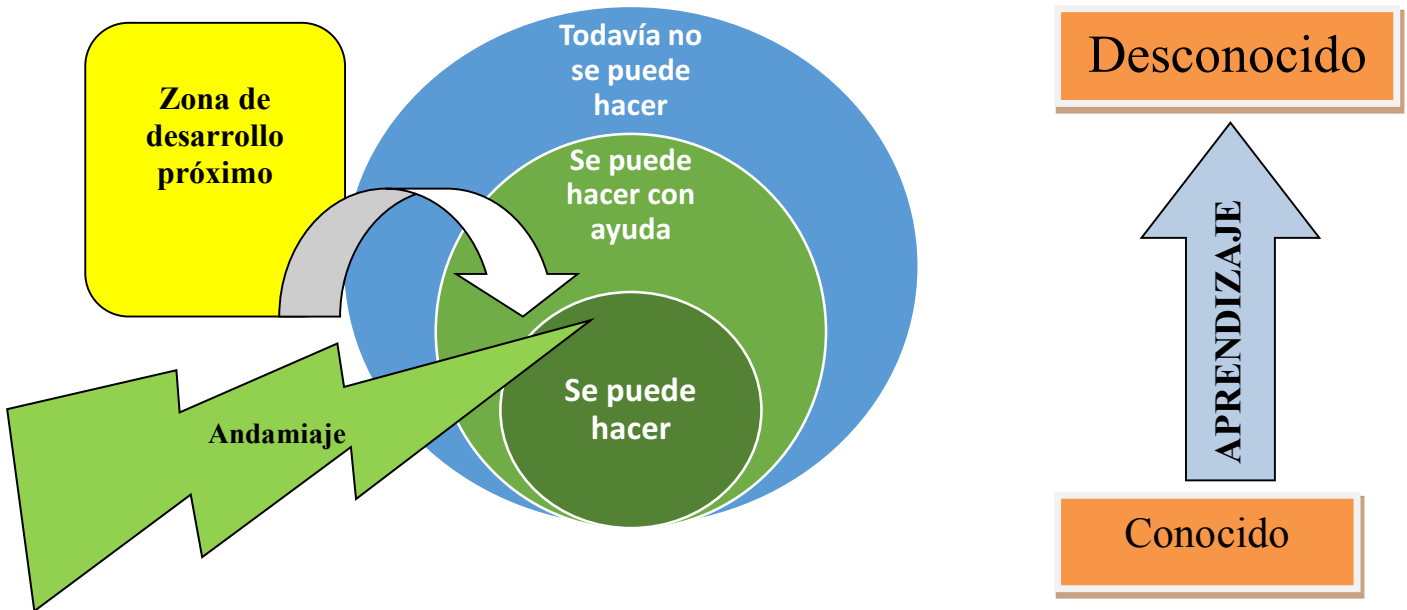 Zona de
desarrollo
próximo
Todavía no
se puede
hacer
Se puede
hacer con
ayuda
Se puede
hacer
Andamiaje
Desconocido
APRENDIZAJE
Conocido